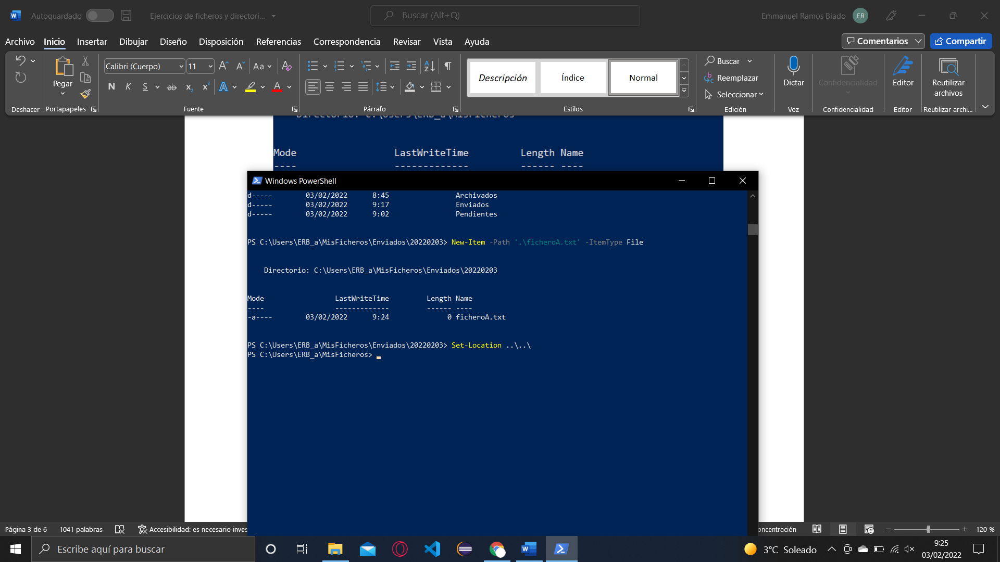 Autoguardado
Ejercicios de ficheros y directori...
Buscar (Alt+Q)
Emmanuel Ramos Biado
ER
Archivo Inicio Insertar Dibujar Diseño Disposición Referencias Correspondencia Revisar Vista Ayuda
Comentarios
Compartir
Calibri (Cuerpo) 11
Pegar
Descripción
Índice
Normal
Buscar
Reemplazar
Seleccionar
Dictar
Confidencialidad
Editor
Reutilizar
archivos
Deshacer
Portapapeles
Fuente
Párrafo
Estilos
Edición
Voz
Confidencialidad
Editor
Reutilizar archi...
Directorio: C:\Users\ERB_a\MisFicheros
Mode LastWriteTime Length Name
---- ------------- ------ ----
Windows PowerShell
d----- 03/02/2022 8:45 Archivados
d----- 03/02/2022 9:17 Enviados
d----- 03/02/2022 9:02 Pendientes
PS C:\Users\ERB_a\MisFicheros\Enviados\20220203> New-Item -Path '.\ficheroA.txt' -ItemType File
Directorio: C:\Users\ERB_a\MisFicheros\Enviados\20220203
Mode LastWriteTime Length Name
---- ------------- ------ ----
-a---- 03/02/2022 9:24 0 ficheroA.txt
PS C:\Users\ERB_a\MisFicheros\Enviados\20220203> Set-Location ..\..\
PS C:\Users\ERB_a\MisFicheros>
Página 3 de 6
1041 palabras
Accesibilidad: es necesario inves
oncentración
120 %
Escribe aquí para buscar
3°C Soleado
9:25
03/02/2022